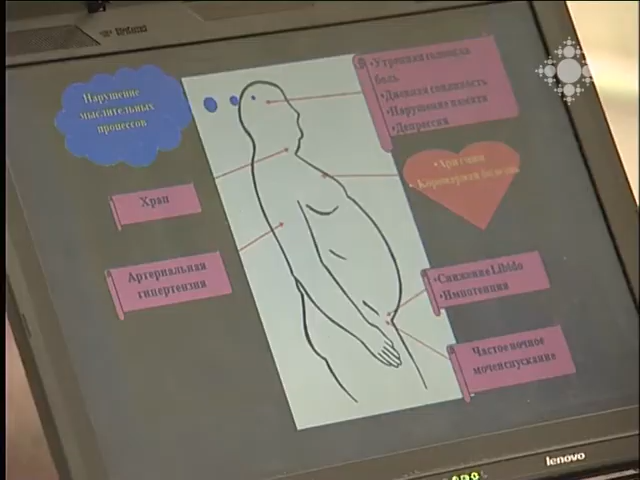 Нарушение
мыслительных
процессов
Утренняя головная
боль
•Дневная сонливость
•Нарушение памяти
•Депрессия
•Аритмии
• Коронарная болезнь
Храп
Артериальная
гипертензия
•Снижение Libido
•Импотенция
Частое ночное
мочеиспускание
lenovo